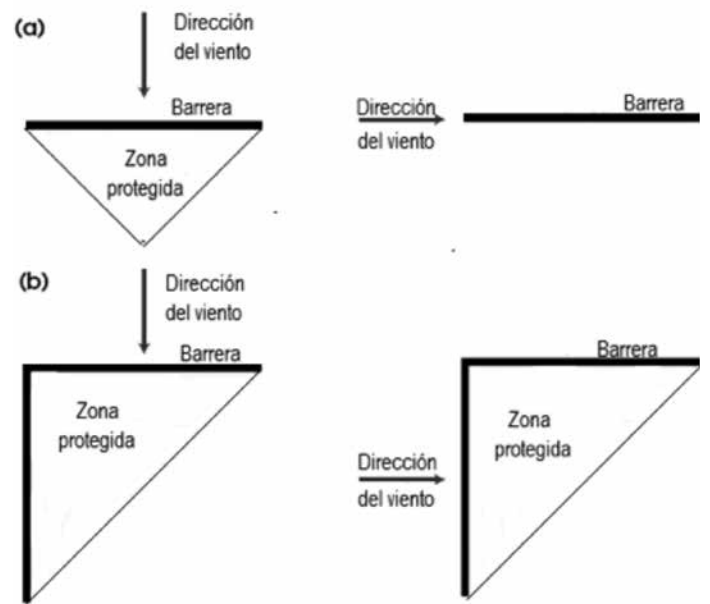 (a)
Dirección
del viento
Barrera
Zona
protegida
Dirección
del viento
Barrera
(b)
Dirección
del viento
Barrera
Zona
protegida
Dirección
del viento
Barrera
Zona
protegida